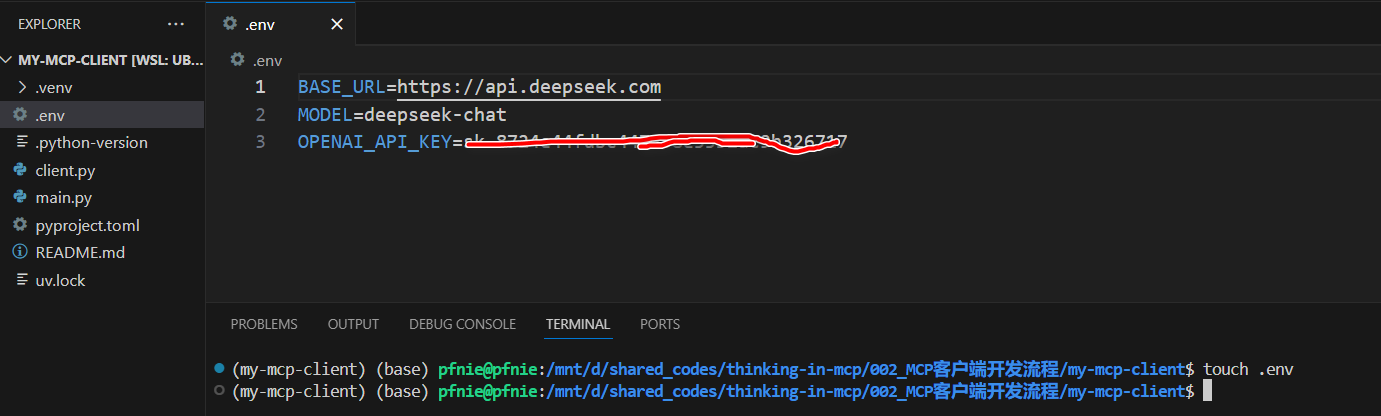 EXPLORER ...
.env
MY-MCP-CLIENT [WSL: UB...
.venv
.env
.python-version
client.py
main.py
pyproject.toml
README.md
uv.lock
.env
1 BASE_URL=https://api.deepseek.com
2 MODEL=deepseek-chat
3 OPENAI_API_KEY=
PROBLEMS OUTPUT DEBUG CONSOLE TERMINAL PORTS
(my-mcp-client) (base) pfnie@pfnie:/mnt/d/shared_codes/thinking-in-mcp/002_MCP客户端开发流程/my-mcp-client$ touch .env
(my-mcp-client) (base) pfnie@pfnie:/mnt/d/shared_codes/thinking-in-mcp/002_MCP客户端开发流程/my-mcp-client$